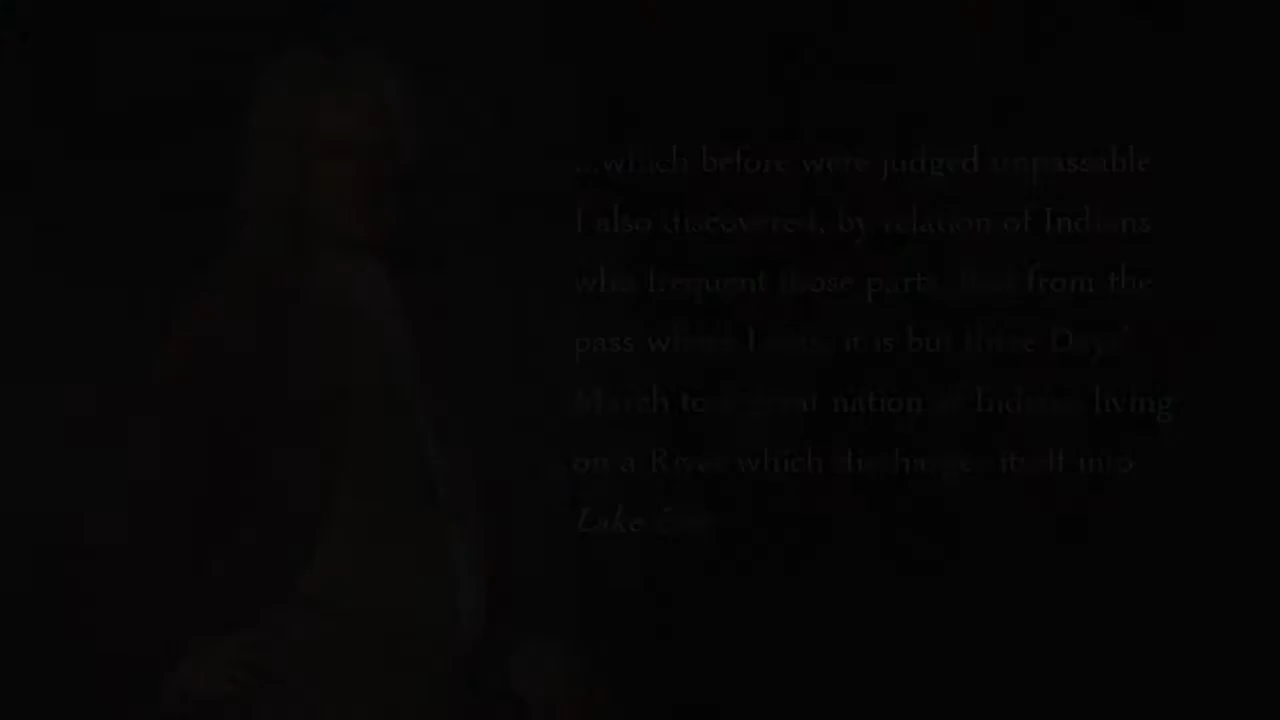 ...which before were judged unpassable
I also discovered, by relation of Indians
who frequent those parts, that from the
pass where I was, it is but three Days'
March to a great nation of Indians living
on a River which discharges itself into
Lake